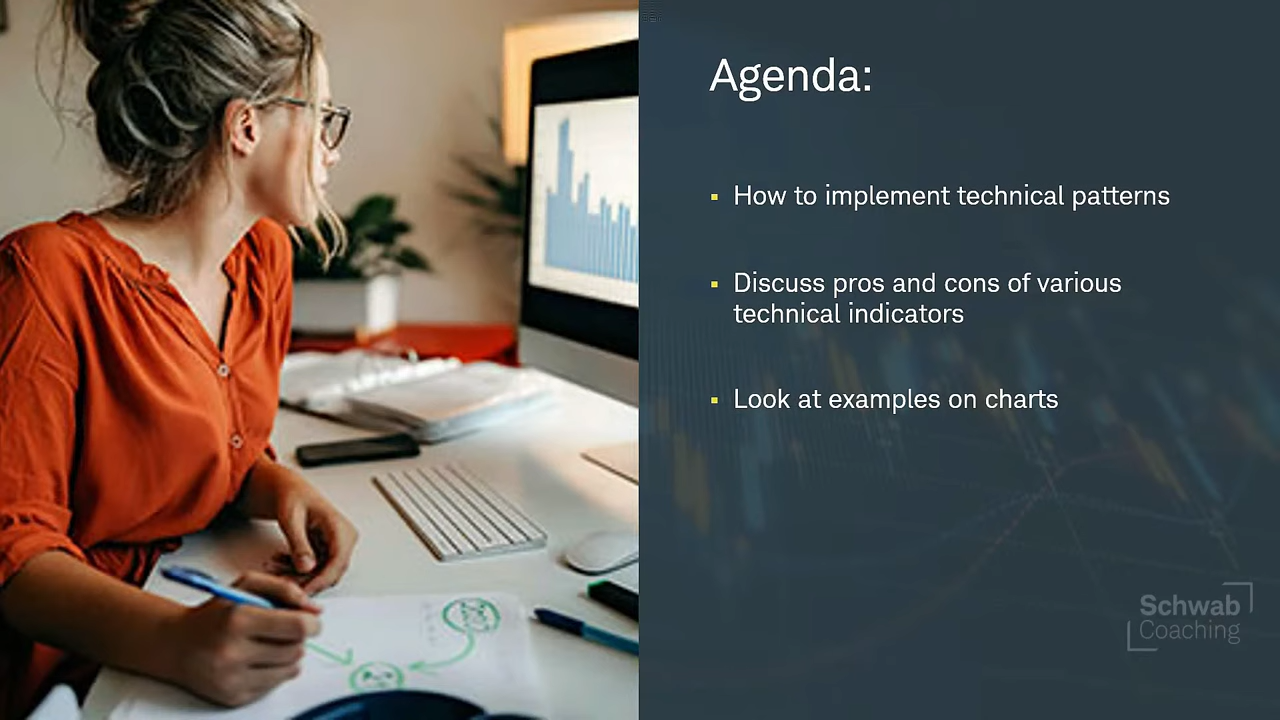 Agenda:
How to implement technical patterns
Discuss pros and cons of various
technical indicators
Look at examples on charts
Schwab
Coaching